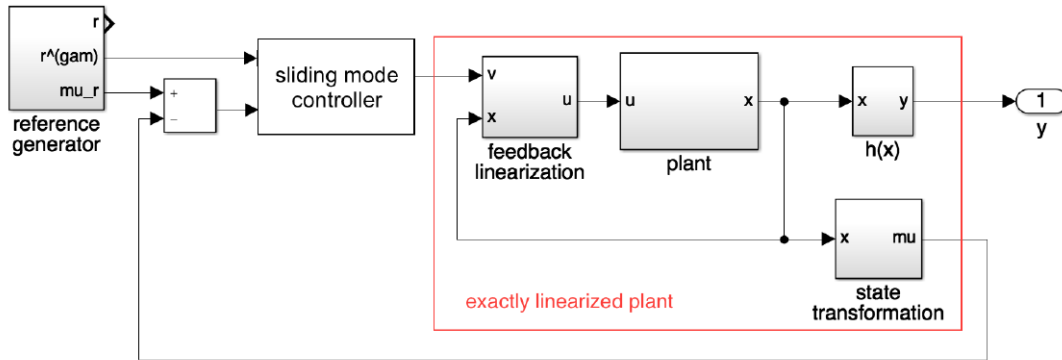 r
r^(gam)
mu_r
reference
generator
+
−
sliding mode
controller
v
x
u
feedback
linearization
u
x
plant
x
y
h(x)
1
y
x
mu
state
transformation
exactly linearized plant